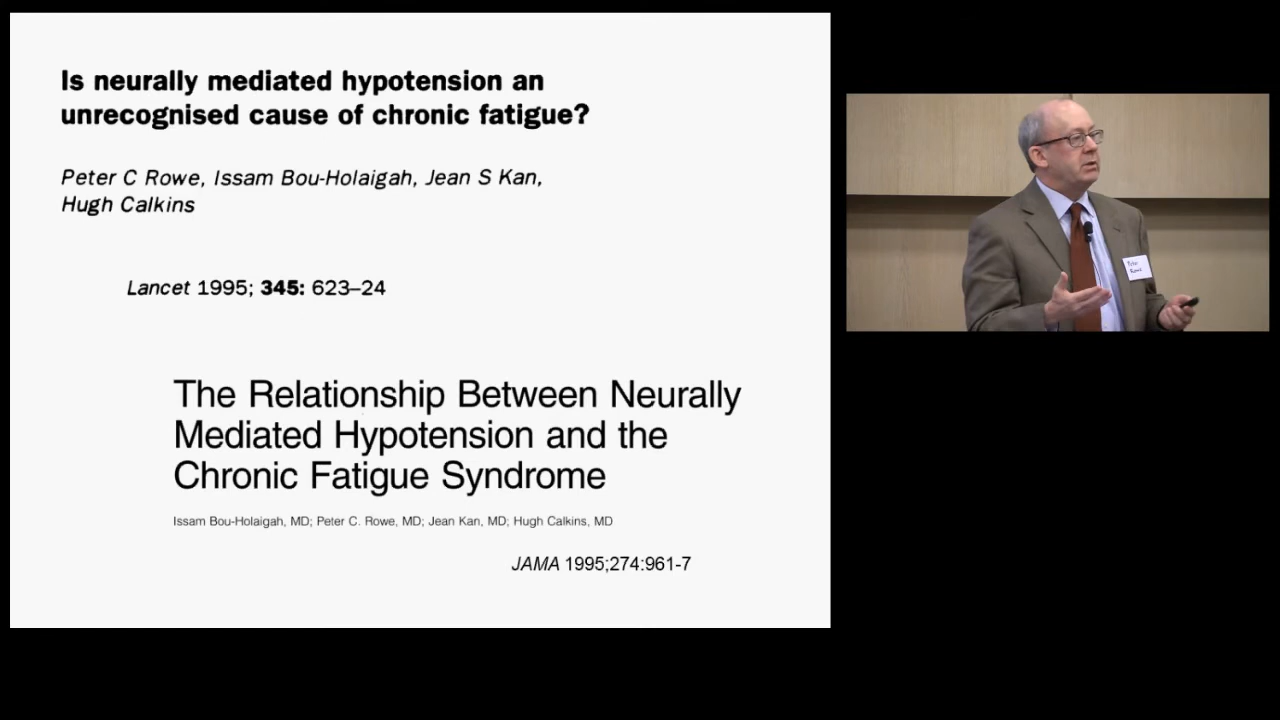 Is neurally mediated hypotension an
unrecognised cause of chronic fatigue?
Peter C Rowe, Issam Bou-Holaigah, Jean S Kan,
Hugh Calkins
Lancet 1995; 345: 623–24
The Relationship Between Neurally
Mediated Hypotension and the
Chronic Fatigue Syndrome
Issam Bou-Holaigah, MD; Peter C. Rowe, MD; Jean Kan, MD; Hugh Calkins, MD
JAMA 1995;274:961-7
Peter
Rowe